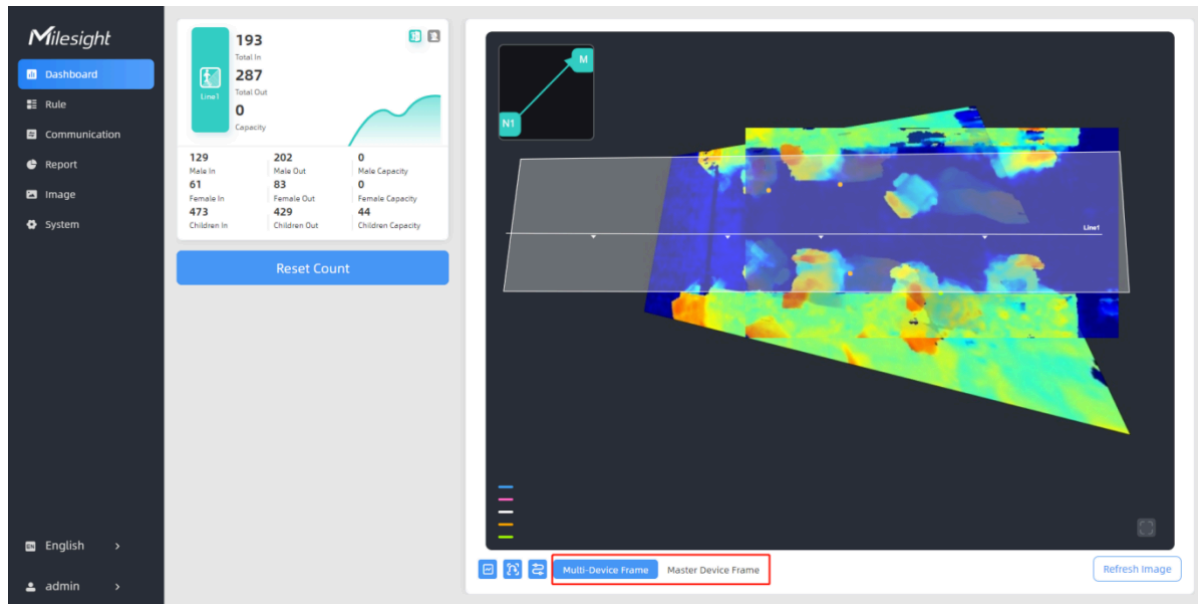 Milesight
Dashboard
Rule
Communication
Report
Image
System
EN English
admin
Line1
193
Total In
287
Total Out
0
Capacity
129 202 0
Male In Male Out Male Capacity
61 83 0
Female In Female Out Female Capacity
473 429 44
Children In Children Out Children Capacity
Reset Count
M
N1
Line1
Multi-Device Frame Master Device Frame
Refresh Image